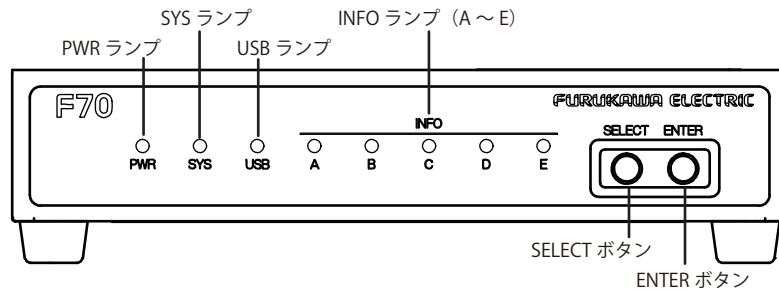 SYS ランプ
INFO ランプ（A ～ E）
PWR ランプ
USB ランプ
F70
FURUKAWA ELECTRIC
INFO
SELECT ENTER
PWR SYS USB A B C D E
SELECT ボタン
ENTER ボタン